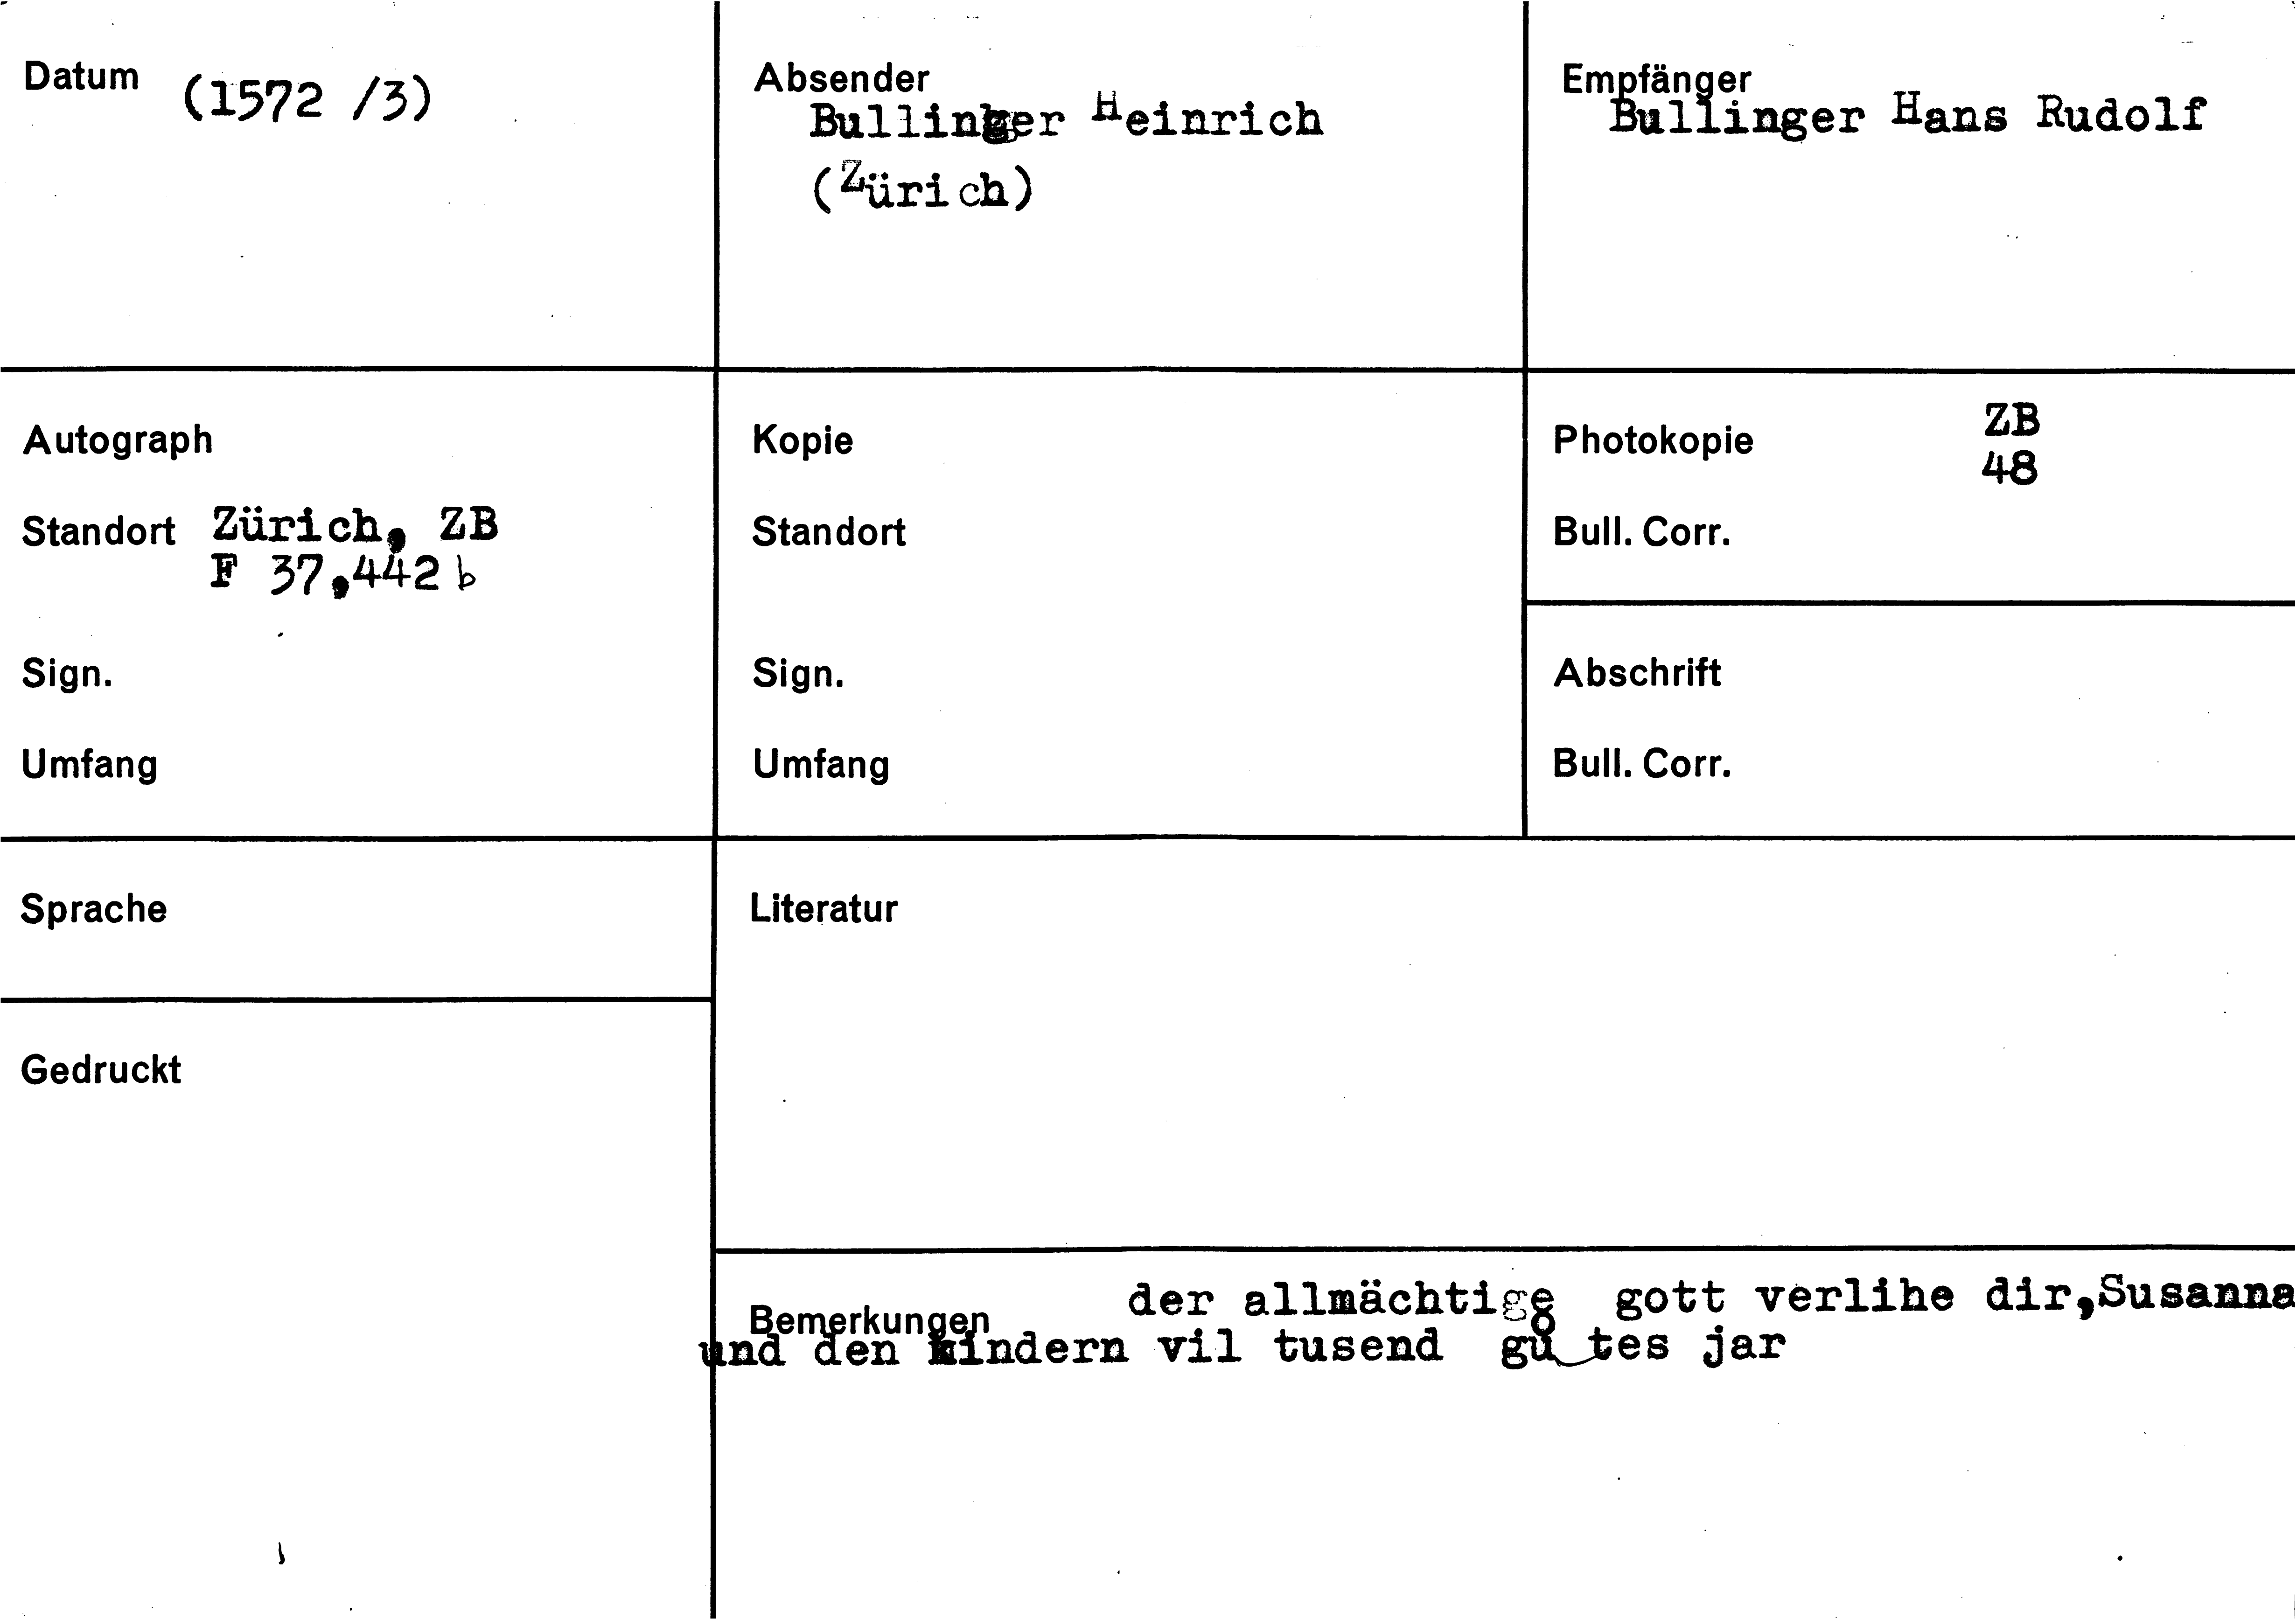 Datum (1572 /3)
Absender
Bullinger Heinrich
(Zürich)
Empfänger
Bullinger Hans Rudolf
Autograph
Standort Zürich, ZB
F 37,442 b
Sign.
Umfang
Kopie
Standort
Sign.
Umfang
Photokopie ZB
48
Bull. Corr.
Abschrift
Bull. Corr.
Sprache
Gedruckt
Literatur
Bemerkungen der allmächtige gott verlihe dir,Susanna
und den kindern vil tusend gůtes jar